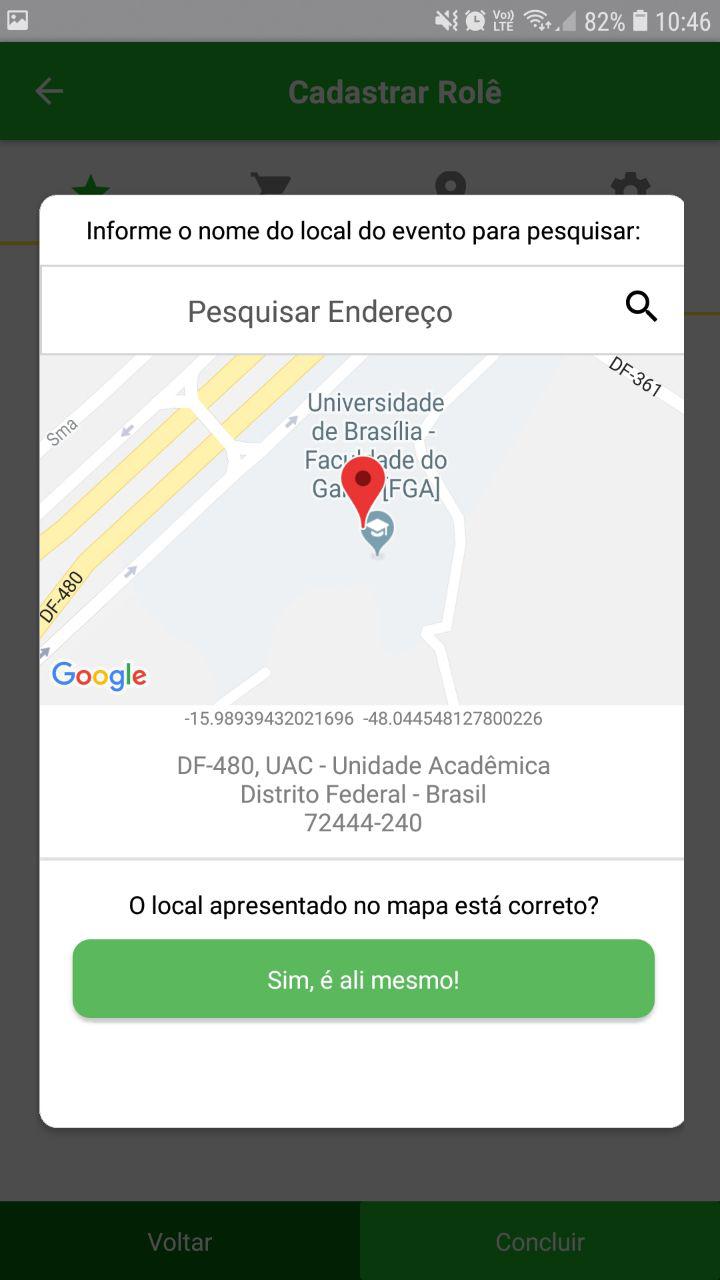 Vo))
LTE
82%
10:46
Cadastrar Rolê
Informe o nome do local do evento para pesquisar:
Pesquisar Endereço
DF-361
Sma
Universidade
de Brasília -
Faculdade do
Gama [FGA]
DF-480
Google
-15.98939432021696 -48.044548127800226
DF-480, UAC - Unidade Acadêmica
Distrito Federal - Brasil
72444-240
O local apresentado no mapa está correto?
Sim, é ali mesmo!
Voltar
Concluir